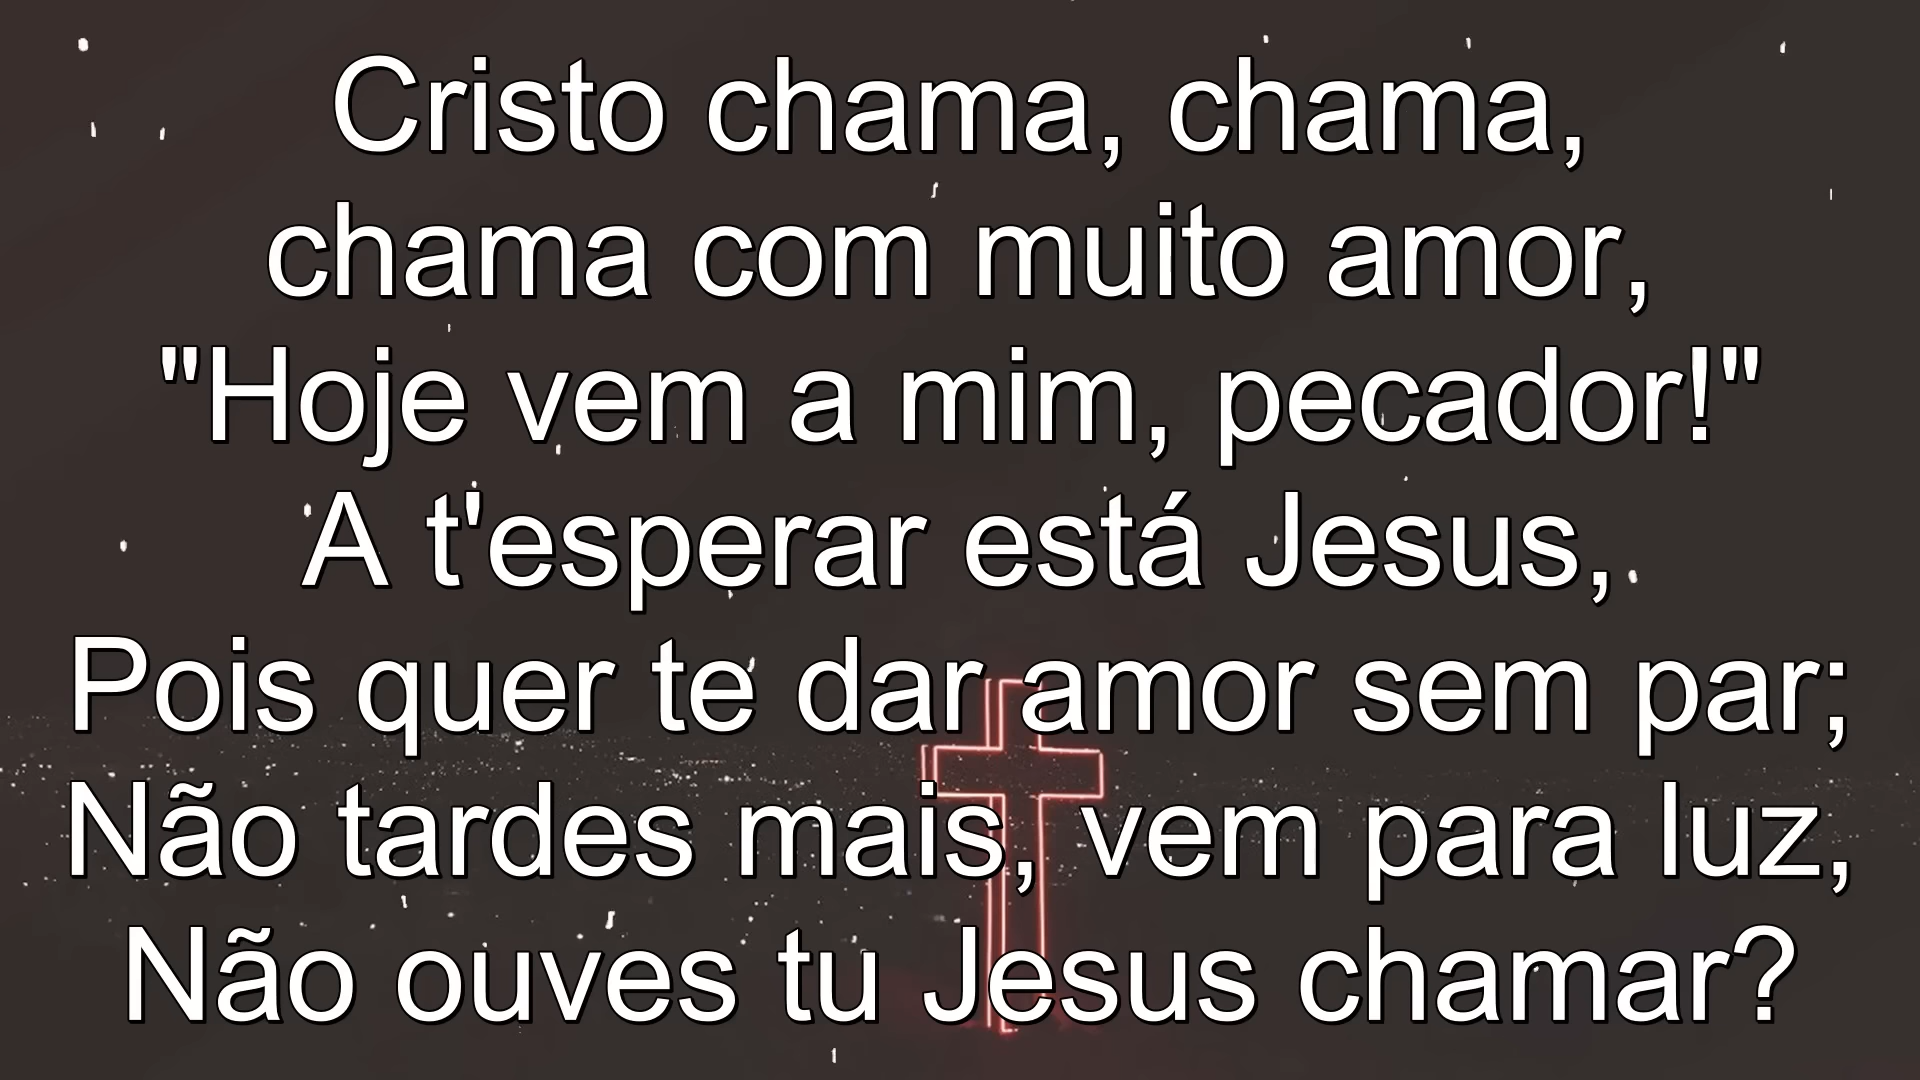 Cristo chama, chama,
chama com muito amor,
"Hoje vem a mim, pecador!"
A t'esperar está Jesus,
Pois quer te dar amor sem par;
Não tardes mais, vem para luz,
Não ouves tu Jesus chamar?